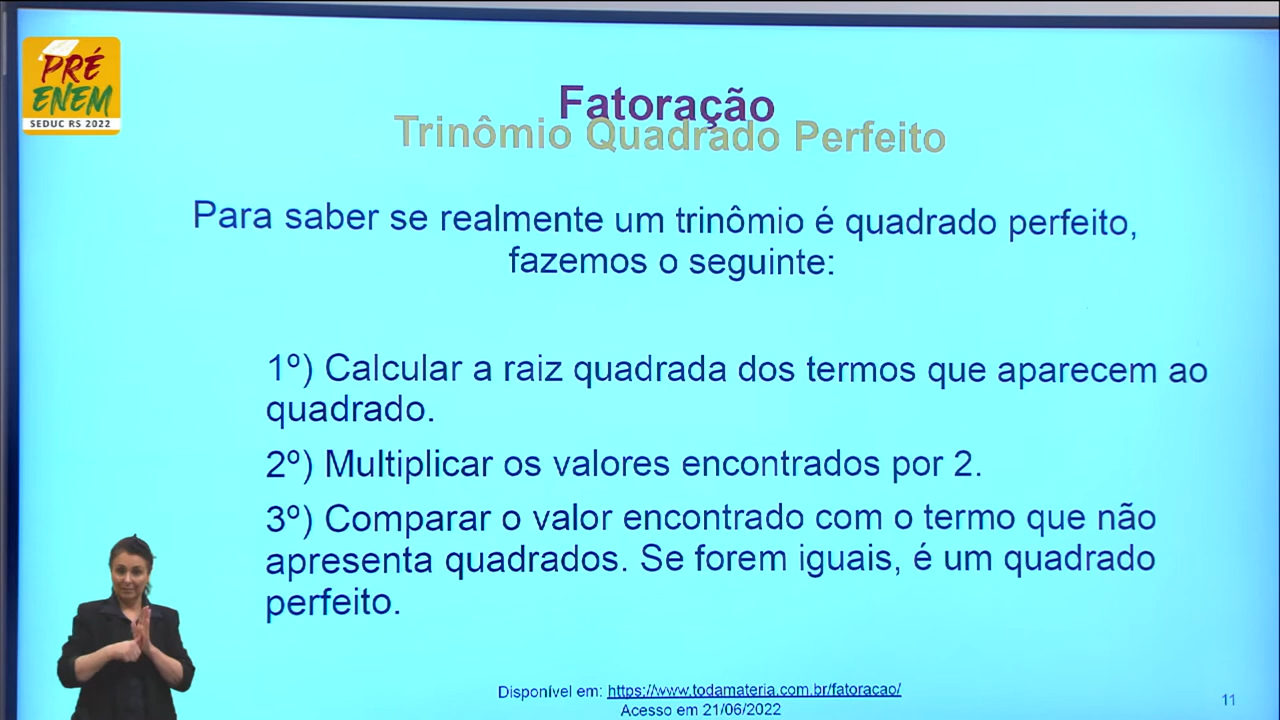 PRÉ
ENEM
SEDUC RS 2022
Fatoração
Trinômio Quadrado Perfeito
Para saber se realmente um trinômio é quadrado perfeito,
fazemos o seguinte:
1º) Calcular a raiz quadrada dos termos que aparecem ao
quadrado.
2º) Multiplicar os valores encontrados por 2.
3º) Comparar o valor encontrado com o termo que não
apresenta quadrados. Se forem iguais, é um quadrado
perfeito.
Disponível em: https://www.todamateria.com.br/fatoracao/
Acesso em 21/06/2022
11